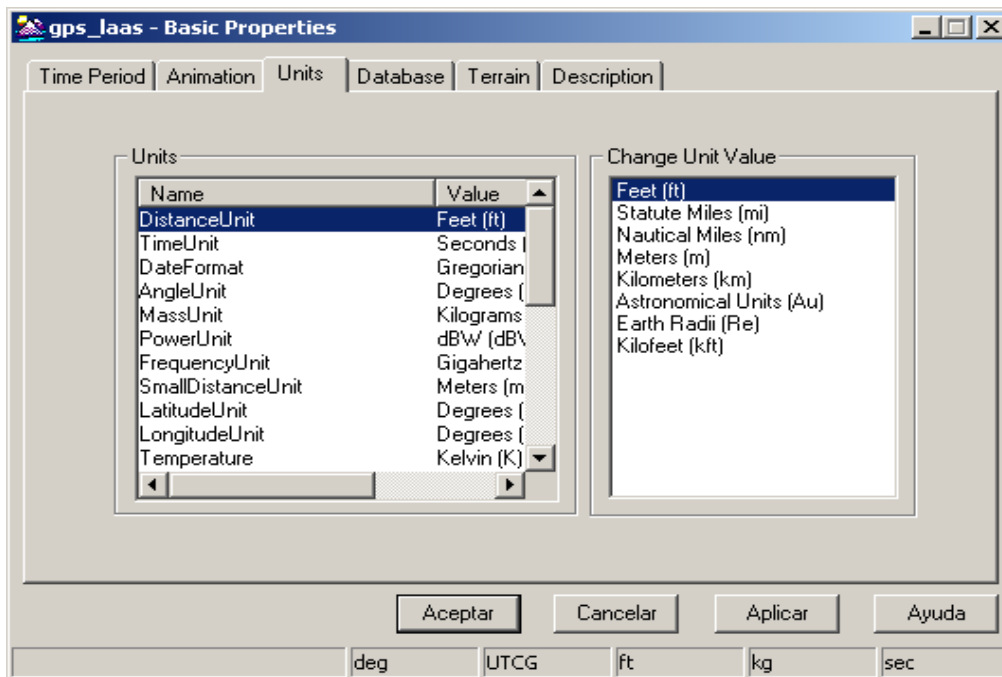 gps_laas - Basic Properties
Time Period Animation Units Database Terrain Description
Units
Name Value
DistanceUnit Feet (ft)
TimeUnit Seconds (
DateFormat Gregorian
AngleUnit Degrees (
MassUnit Kilograms
PowerUnit dBW (dBW
FrequencyUnit Gigahertz
SmallDistanceUnit Meters (m
LatitudeUnit Degrees (
LongitudeUnit Degrees (
Temperature Kelvin (K)
Change Unit Value
Feet (ft)
Statute Miles (mi)
Nautical Miles (nm)
Meters (m)
Kilometers (km)
Astronomical Units (Au)
Earth Radii (Re)
Kilofeet (kft)
Aceptar Cancelar Aplicar Ayuda
deg UTCG ft kg sec